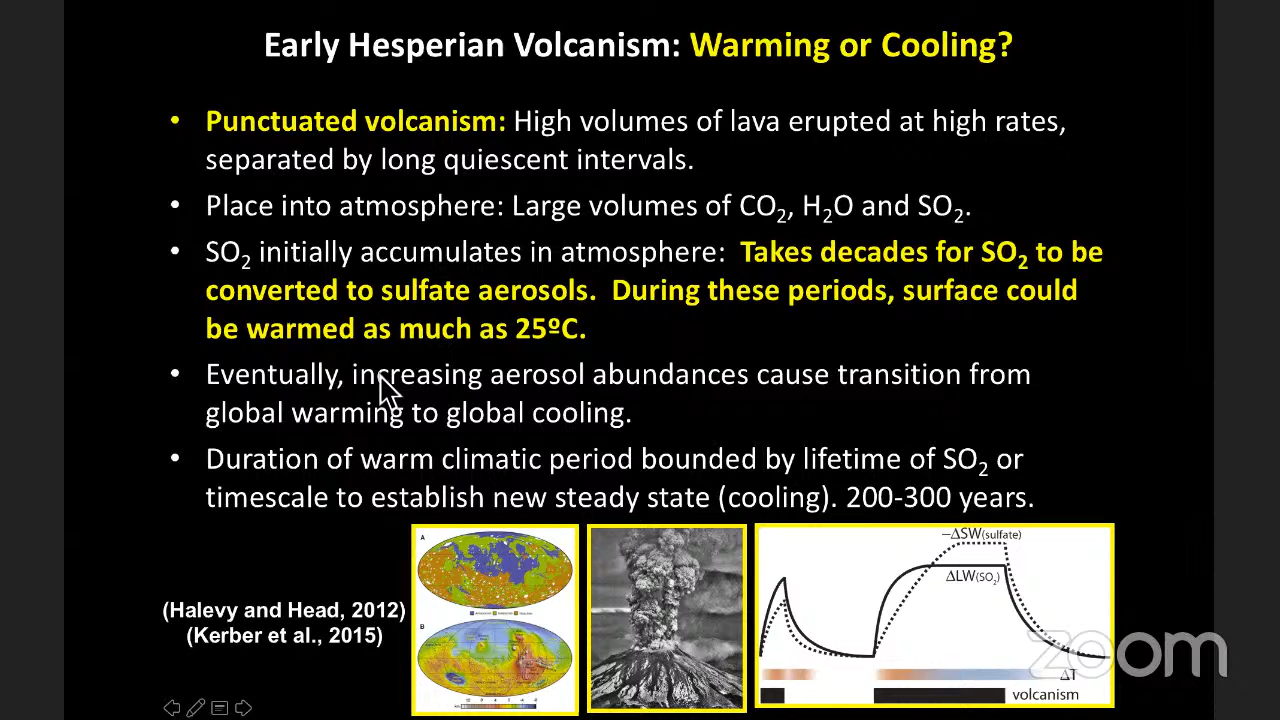 Early Hesperian Volcanism: Warming or Cooling?
• Punctuated volcanism: High volumes of lava erupted at high rates,
separated by long quiescent intervals.
• Place into atmosphere: Large volumes of CO₂, H₂O and SO₂.
• SO₂ initially accumulates in atmosphere: Takes decades for SO₂ to be
converted to sulfate aerosols. During these periods, surface could
be warmed as much as 25ºC.
• Eventually, increasing aerosol abundances cause transition from
global warming to global cooling.
• Duration of warm climatic period bounded by lifetime of SO₂ or
timescale to establish new steady state (cooling). 200-300 years.
(Halevy and Head, 2012)
(Kerber et al., 2015)
A
B
−ΔSW(sulfate)
ΔLW(SO₂)
ΔT
volcanism
zoom